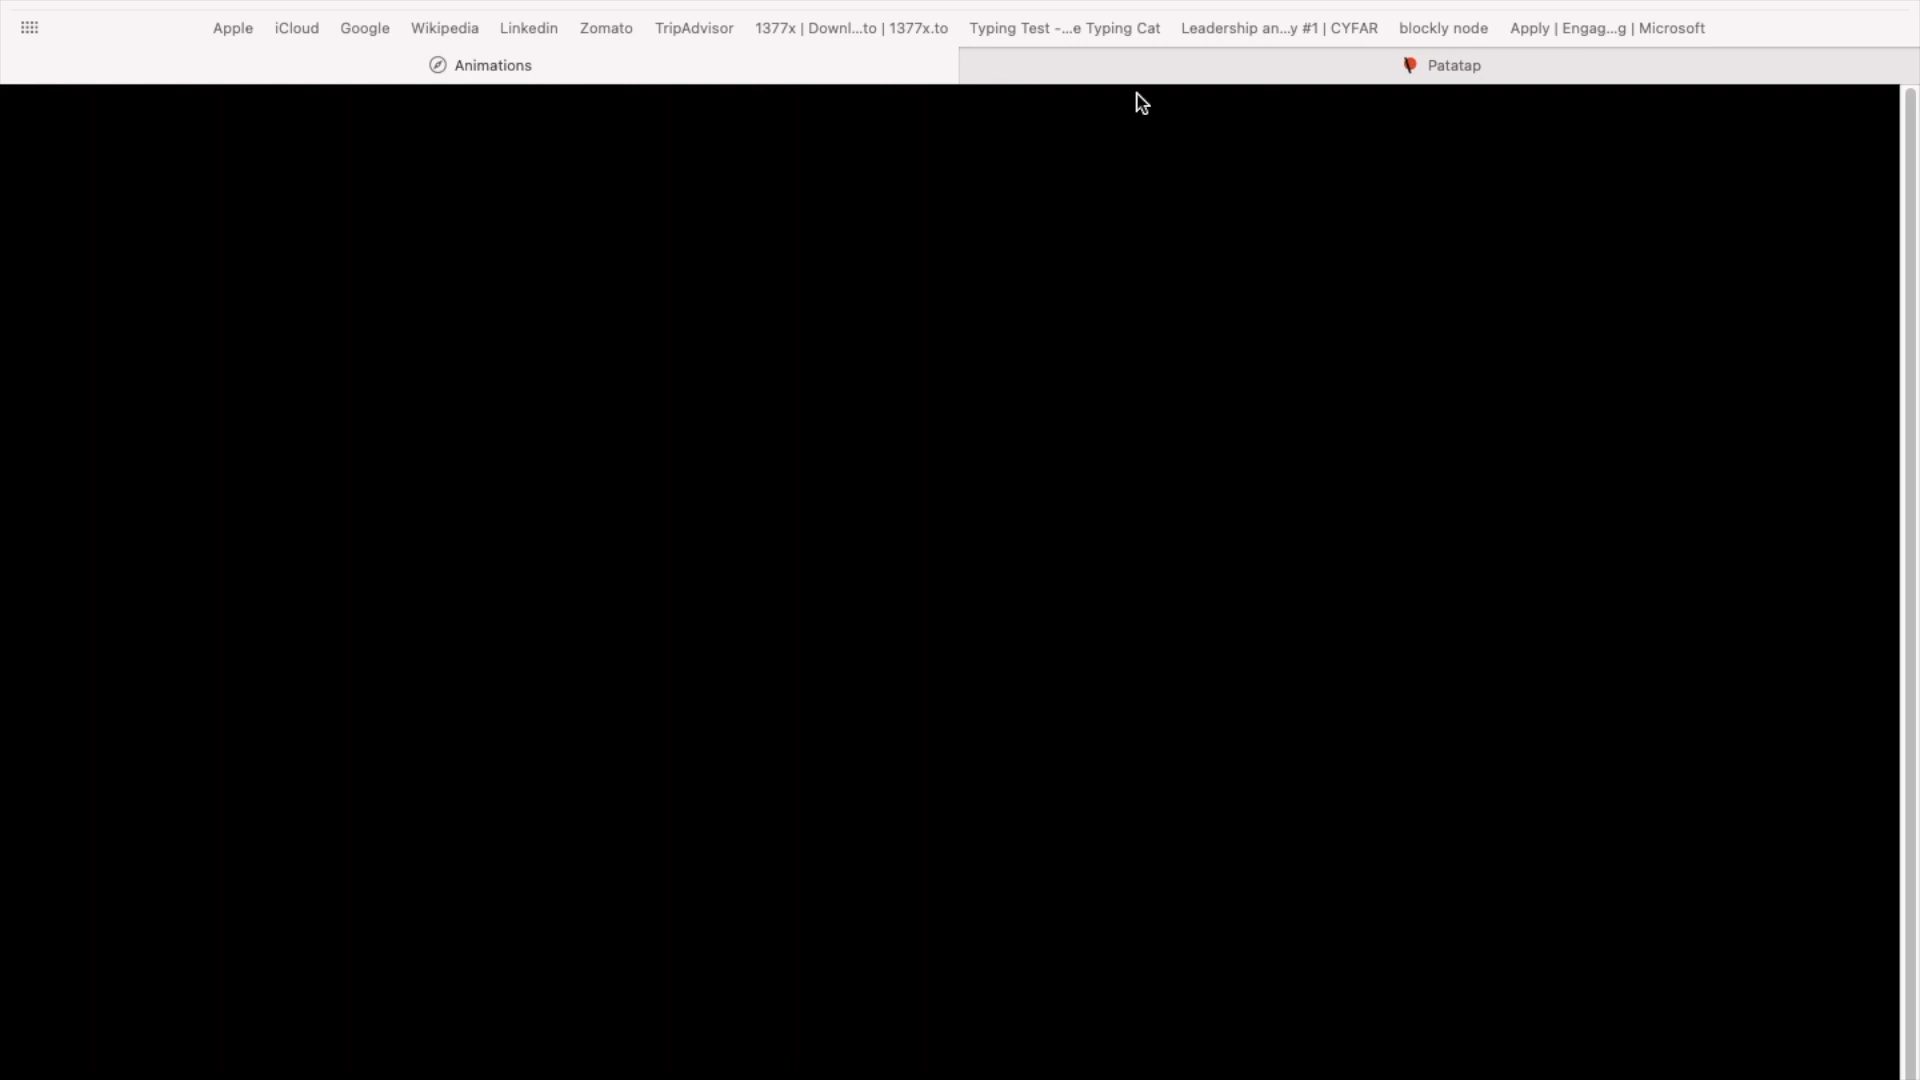 Apple iCloud Google Wikipedia Linkedin Zomato TripAdvisor 1377x | Downl...to | 1377x.to Typing Test -...e Typing Cat Leadership an...y #1 | CYFAR blockly node Apply | Engag...g | Microsoft
Animations Patatap